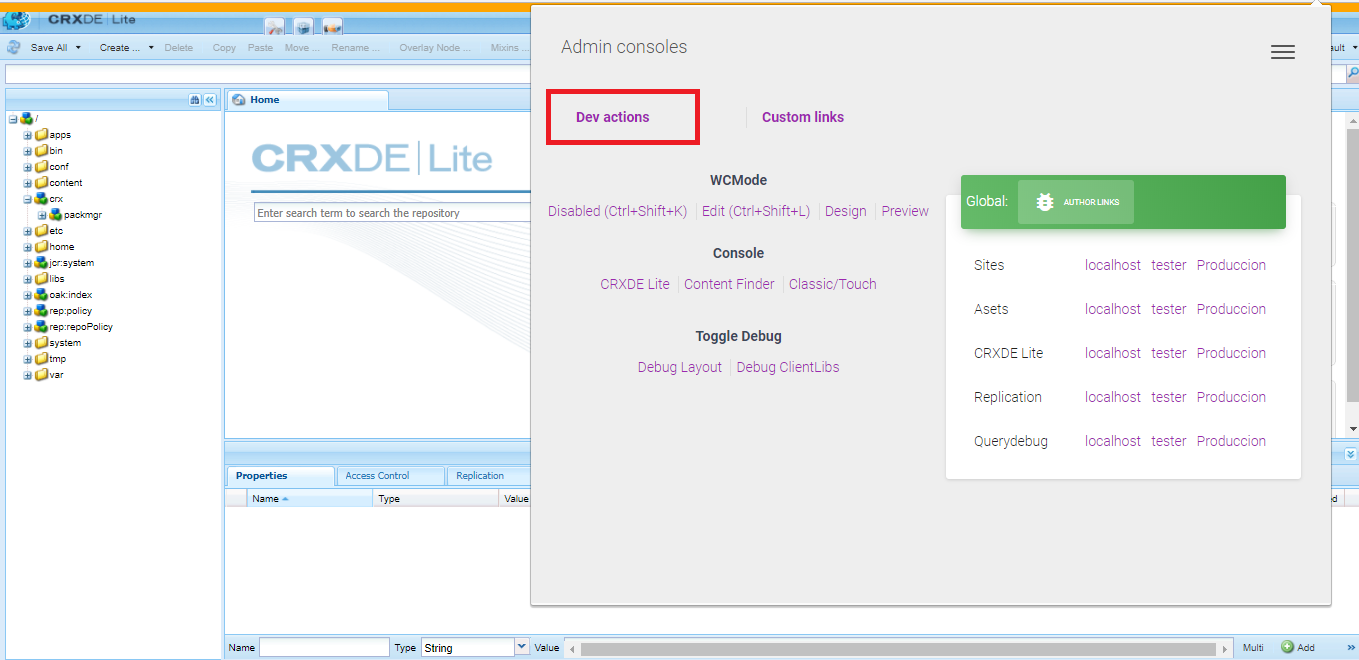 CRXDE | Lite
Save All Create ... Delete Copy Paste Move ... Rename ... Overlay Node ... Mixins ...
Home
/
apps
bin
conf
content
crx
packmgr
etc
home
jcr:system
libs
oak:index
rep:policy
rep:repoPolicy
system
tmp
var
CRXDE | Lite
Enter search term to search the repository
Properties Access Control Replication
Name Type Value
Name Type String Value Multi Add
Admin consoles
Dev actions Custom links
WCMode
Disabled (Ctrl+Shift+K) Edit (Ctrl+Shift+L) Design Preview
Console
CRXDE Lite Content Finder Classic/Touch
Toggle Debug
Debug Layout Debug ClientLibs
Global: AUTHOR LINKS
Sites localhost tester Produccion
Asets localhost tester Produccion
CRXDE Lite localhost tester Produccion
Replication localhost tester Produccion
Querydebug localhost tester Produccion